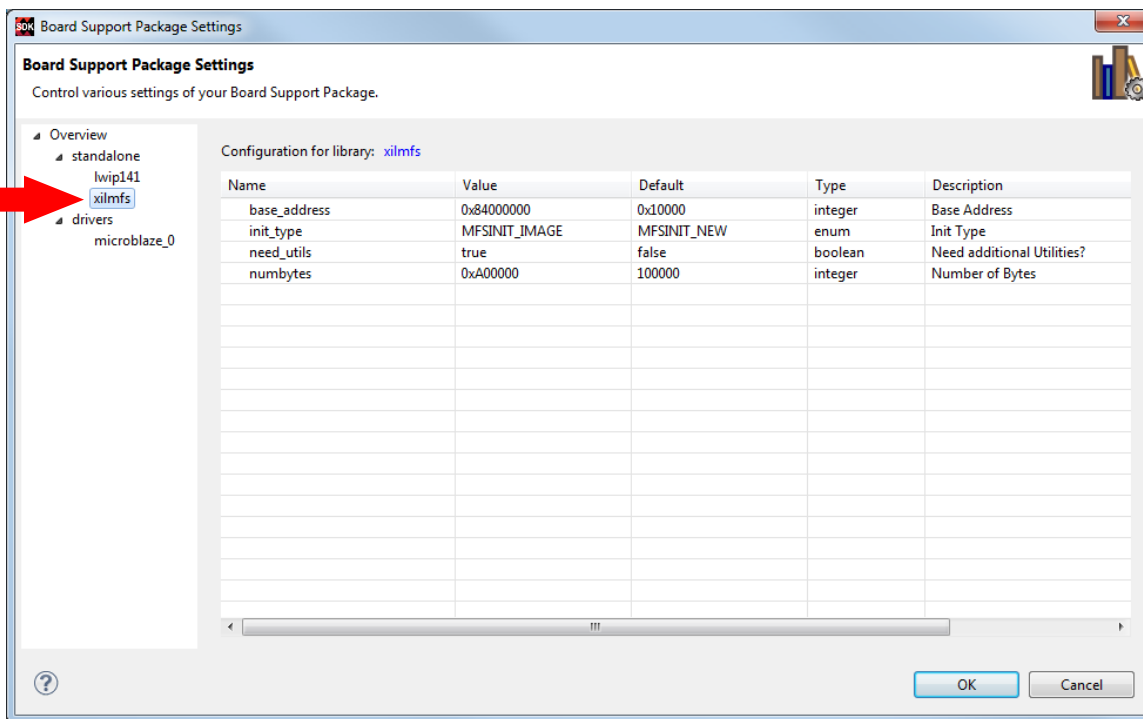 SDK Board Support Package Settings
Board Support Package Settings
Control various settings of your Board Support Package.
Overview
standalone
lwip141
xilmfs
drivers
microblaze_0
Configuration for library: xilmfs
Name Value Default Type Description
base_address 0x84000000 0x10000 integer Base Address
init_type MFSINIT_IMAGE MFSINIT_NEW enum Init Type
need_utils true false boolean Need additional Utilities?
numbytes 0xA00000 100000 integer Number of Bytes
OK Cancel